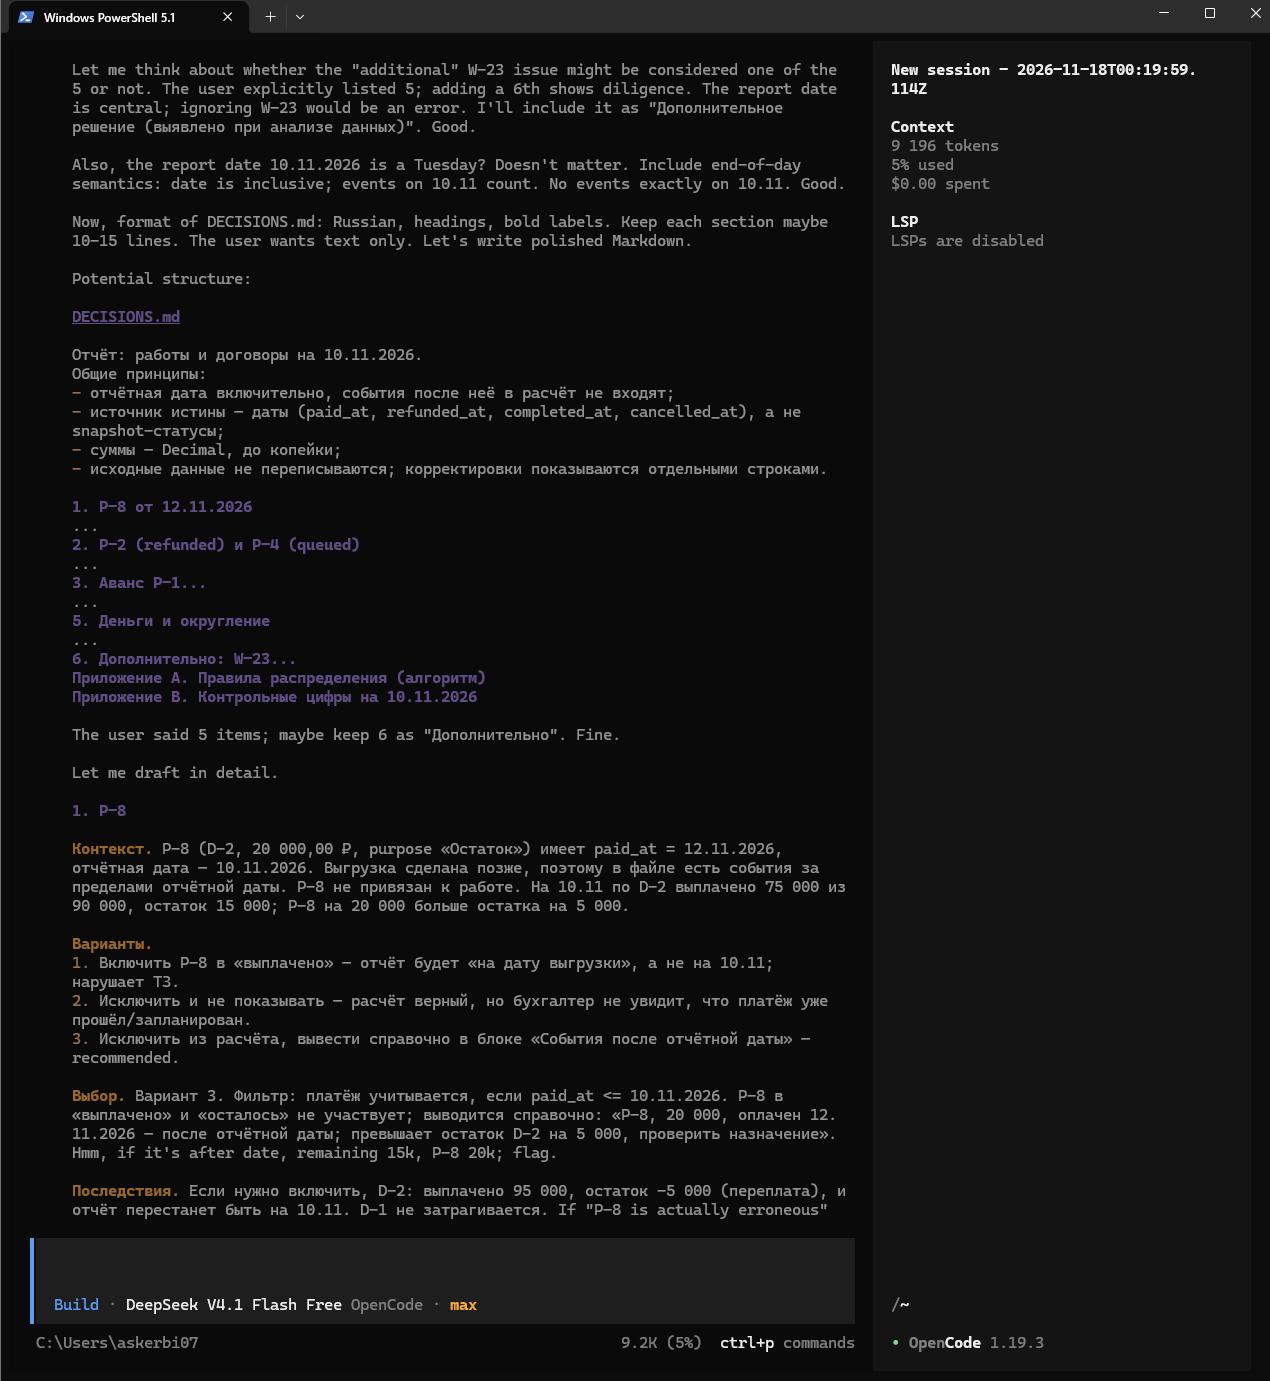 Windows PowerShell 5.1
Let me think about whether the "additional" W-23 issue might be considered one of the
5 or not. The user explicitly listed 5; adding a 6th shows diligence. The report date
is central; ignoring W-23 would be an error. I'll include it as "Дополнительное
решение (выявлено при анализе данных)". Good.
Also, the report date 10.11.2026 is a Tuesday? Doesn't matter. Include end-of-day
semantics: date is inclusive; events on 10.11 count. No events exactly on 10.11. Good.
Now, format of DECISIONS.md: Russian, headings, bold labels. Keep each section maybe
10-15 lines. The user wants text only. Let's write polished Markdown.
Potential structure:
DECISIONS.md
Отчёт: работы и договоры на 10.11.2026.
Общие принципы:
- отчётная дата включительно, события после неё в расчёт не входят;
- источник истины — даты (paid_at, refunded_at, completed_at, cancelled_at), а не
snapshot-статусы;
- суммы — Decimal, до копейки;
- исходные данные не переписываются; корректировки показываются отдельными строками.
1. P-8 от 12.11.2026
...
2. P-2 (refunded) и P-4 (queued)
...
3. Аванс P-1...
...
5. Деньги и округление
...
6. Дополнительно: W-23...
Приложение A. Правила распределения (алгоритм)
Приложение B. Контрольные цифры на 10.11.2026
The user said 5 items; maybe keep 6 as "Дополнительно". Fine.
Let me draft in detail.
1. P-8
Контекст. P-8 (D-2, 20 000,00 ₽, purpose «Остаток») имеет paid_at = 12.11.2026,
отчётная дата — 10.11.2026. Выгрузка сделана позже, поэтому в файле есть события за
пределами отчётной даты. P-8 не привязан к работе. На 10.11 по D-2 выплачено 75 000 из
90 000, остаток 15 000; P-8 на 20 000 больше остатка на 5 000.
Варианты.
1. Включить P-8 в «выплачено» — отчёт будет «на дату выгрузки», а не на 10.11;
нарушает ТЗ.
2. Исключить и не показывать — расчёт верный, но бухгалтер не увидит, что платёж уже
прошёл/запланирован.
3. Исключить из расчёта, вывести справочно в блоке «События после отчётной даты» —
recommended.
Выбор. Вариант 3. Фильтр: платёж учитывается, если paid_at <= 10.11.2026. P-8 в
«выплачено» и «осталось» не участвует; выводится справочно: «P-8, 20 000, оплачен 12.
11.2026 — после отчётной даты; превышает остаток D-2 на 5 000, проверить назначение».
Hmm, if it's after date, remaining 15k, P-8 20k; flag.
Последствия. Если нужно включить, D-2: выплачено 95 000, остаток -5 000 (переплата), и
отчёт перестанет быть на 10.11. D-1 не затрагивается. If "P-8 is actually erroneous"
Build · DeepSeek V4.1 Flash Free OpenCode · max
C:\Users\askerbi07
9.2K (5%) ctrl+p commands
New session - 2026-11-18T00:19:59.
114Z
Context
9 196 tokens
5% used
$0.00 spent
LSP
LSPs are disabled
/~
• OpenCode 1.19.3